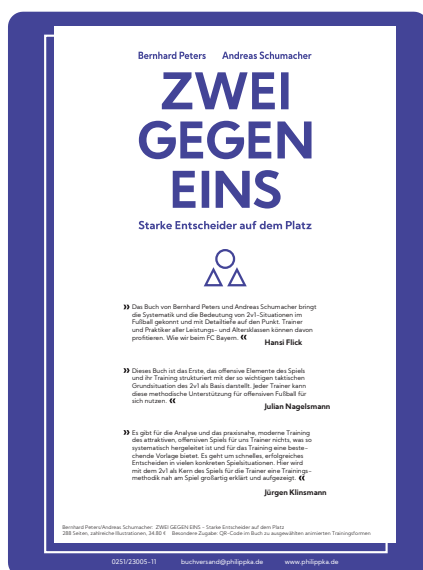 Bernhard Peters Andreas Schumacher
ZWEI
GEGEN
EINS
Starke Entscheider auf dem Platz
» Das Buch von Bernhard Peters und Andreas Schumacher bringt
die Systematik und die Bedeutung von 2v1-Situationen im
Fußball gekonnt und mit Detailtiefe auf den Punkt. Trainer
und Praktiker aller Leistungs- und Altersklassen können davon
profitieren. Wie wir beim FC Bayern. «
Hansi Flick
» Dieses Buch ist das Erste, das offensive Elemente des Spiels
und ihr Training strukturiert mit der so wichtigen taktischen
Grundsituation des 2v1 als Basis darstellt. Jeder Trainer kann
diese methodische Unterstützung für offensiven Fußball für
sich nutzen. «
Julian Nagelsmann
» Es gibt für die Analyse und das praxisnahe, moderne Training
des attraktiven, offensiven Spiels für uns Trainer nichts, was so
systematisch hergeleitet ist und für das Training eine beste-
chende Vorlage bietet. Es geht um schnelles, erfolgreiches
Entscheiden in vielen konkreten Spielsituationen. Hier wird
mit dem 2v1 als Kern des Spiels für die Trainer eine Trainings-
methodik nah am Spiel großartig erklärt und aufgezeigt. «
Jürgen Klinsmann
Bernhard Peters/Andreas Schumacher: ZWEI GEGEN EINS – Starke Entscheider auf dem Platz
288 Seiten, zahlreiche Illustrationen, 34,80 € Besondere Zugabe: QR-Code im Buch zu ausgewählten animierten Trainingsformen
0251/23005-11 buchversand@philippka.de www.philippka.de